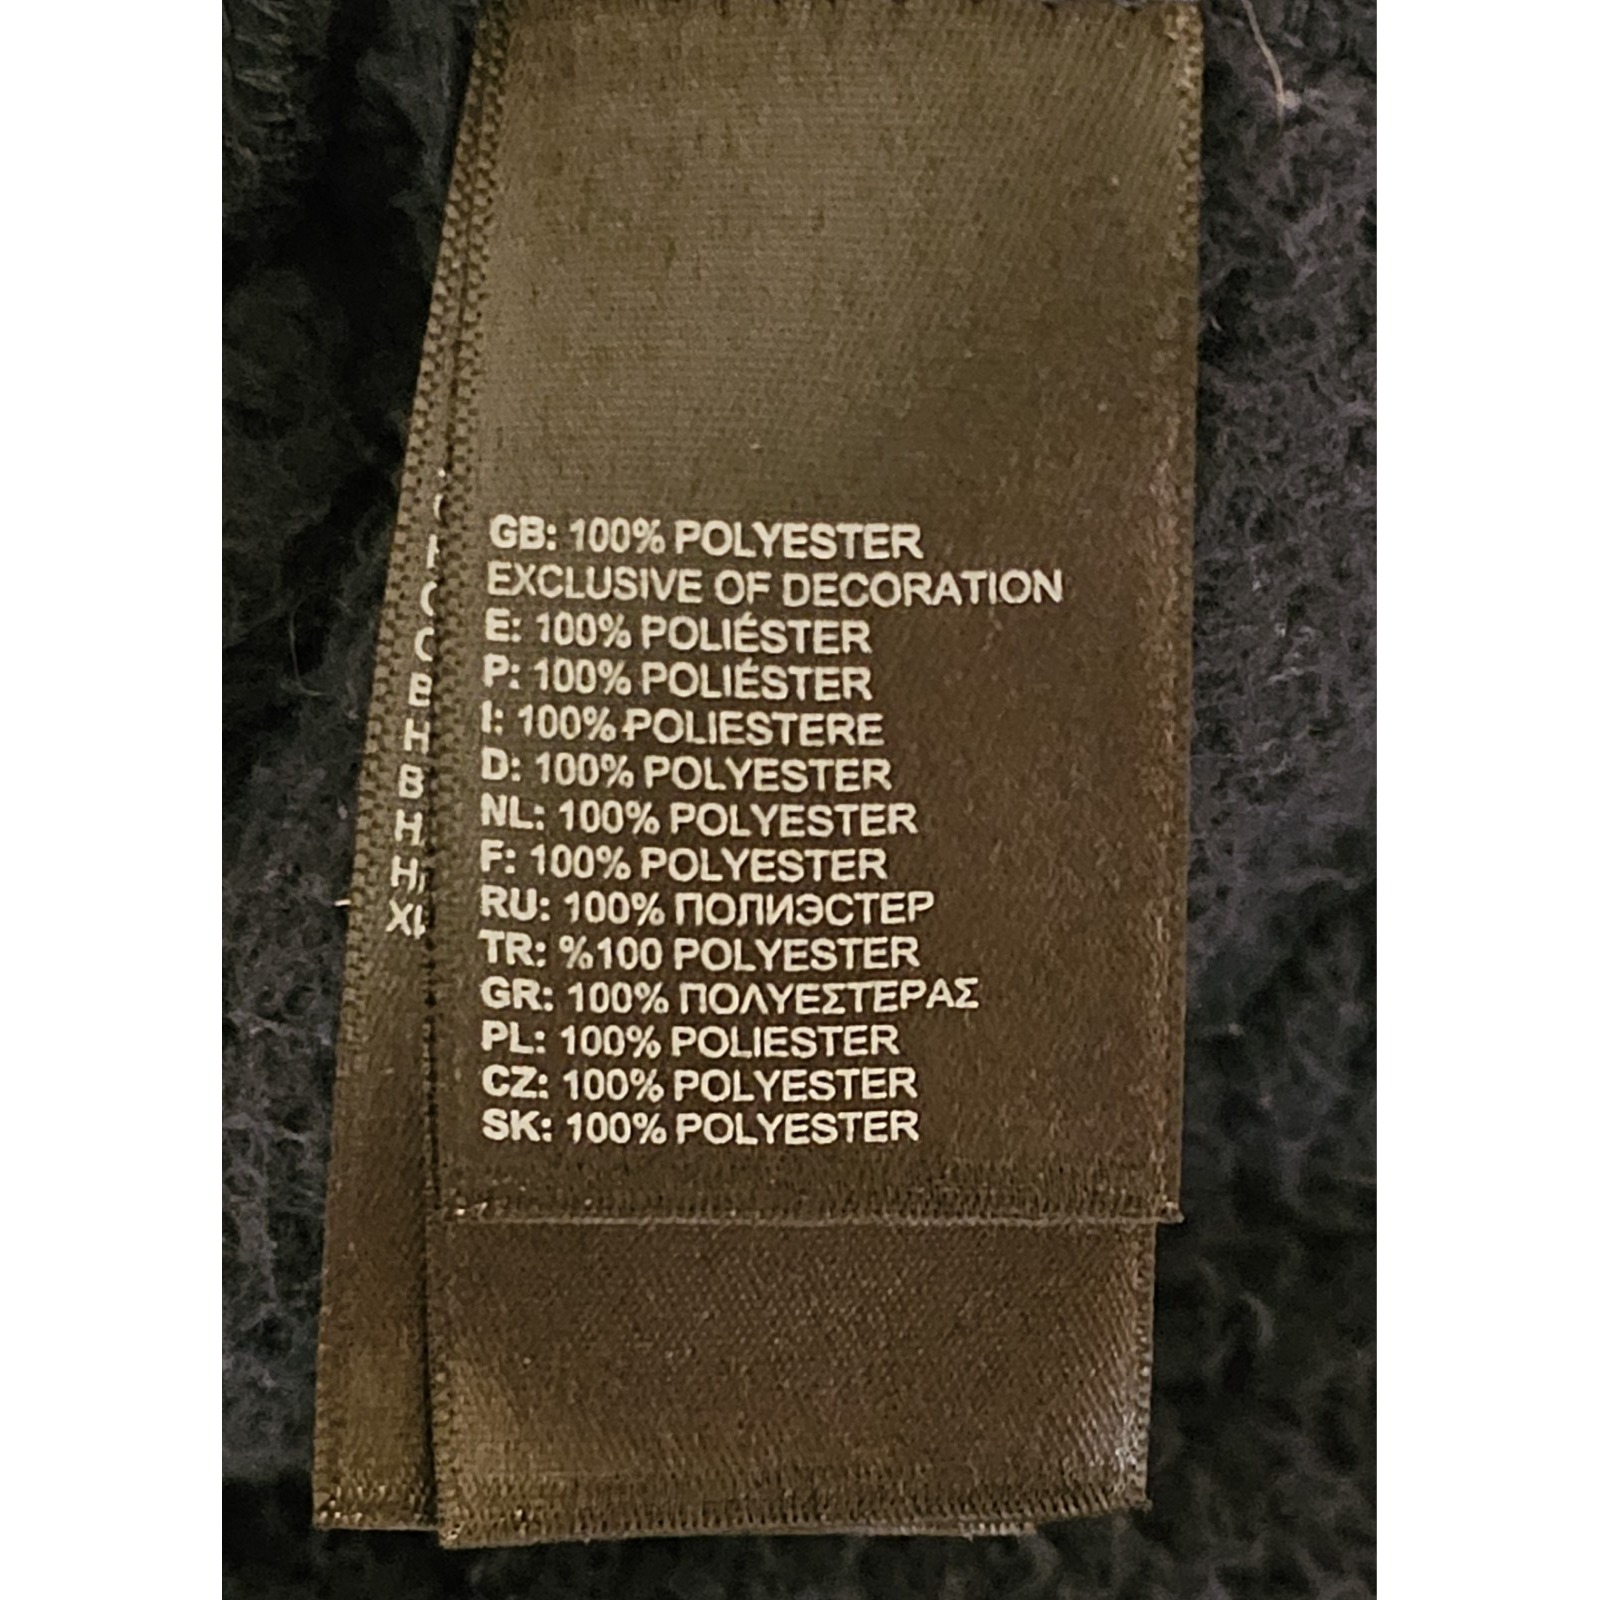 GB: 100% POLYESTER
EXCLUSIVE OF DECORATION
E: 100% POLIÉSTER
P: 100% POLIÉSTER
I: 100% POLIESTERE
D: 100% POLYESTER
NL: 100% POLYESTER
F: 100% POLYESTER
RU: 100% ПОЛИЭСТЕР
TR: %100 POLYESTER
GR: 100% ΠΟΛΥΕΣΤΕΡΑΣ
PL: 100% POLIESTER
CZ: 100% POLYESTER
SK: 100% POLYESTER